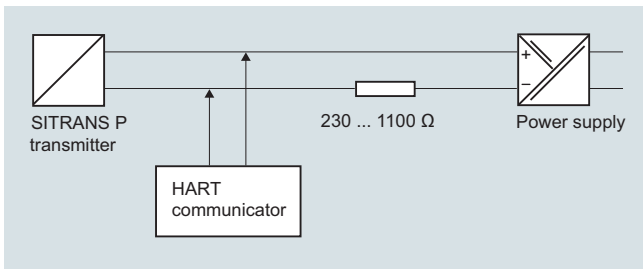 +
−
SITRANS P
transmitter
230 ... 1100 Ω
Power supply
HART
communicator